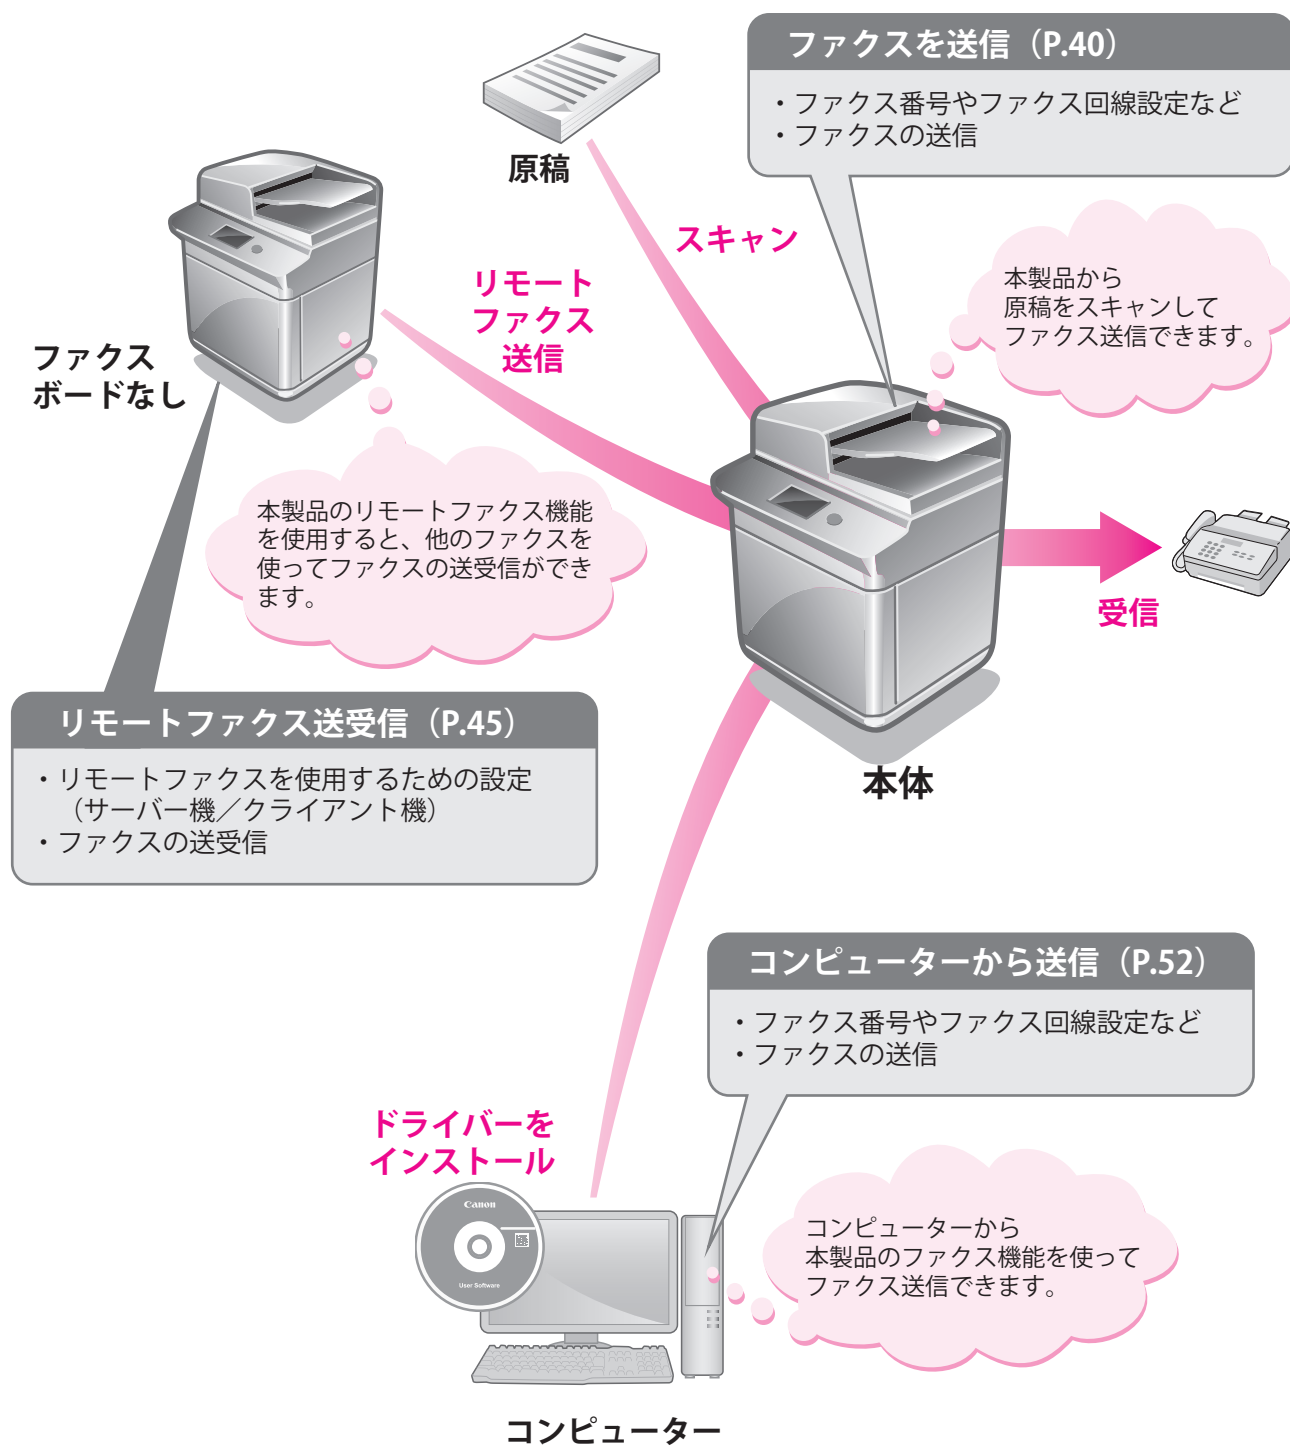 ファクスを送信（P.40）
・ファクス番号やファクス回線設定など
・ファクスの送信
原稿
スキャン
本製品から
原稿をスキャンして
ファクス送信できます。
リモート
ファクス
送信
ファクス
ボードなし
本製品のリモートファクス機能
を使用すると、他のファクスを
使ってファクスの送受信ができ
ます。
受信
リモートファクス送受信（P.45）
・リモートファクスを使用するための設定
（サーバー機／クライアント機）
・ファクスの送受信
本体
コンピューターから送信（P.52）
・ファクス番号やファクス回線設定など
・ファクスの送信
ドライバーを
インストール
Canon
User Software
コンピューターから
本製品のファクス機能を使って
ファクス送信できます。
コンピューター